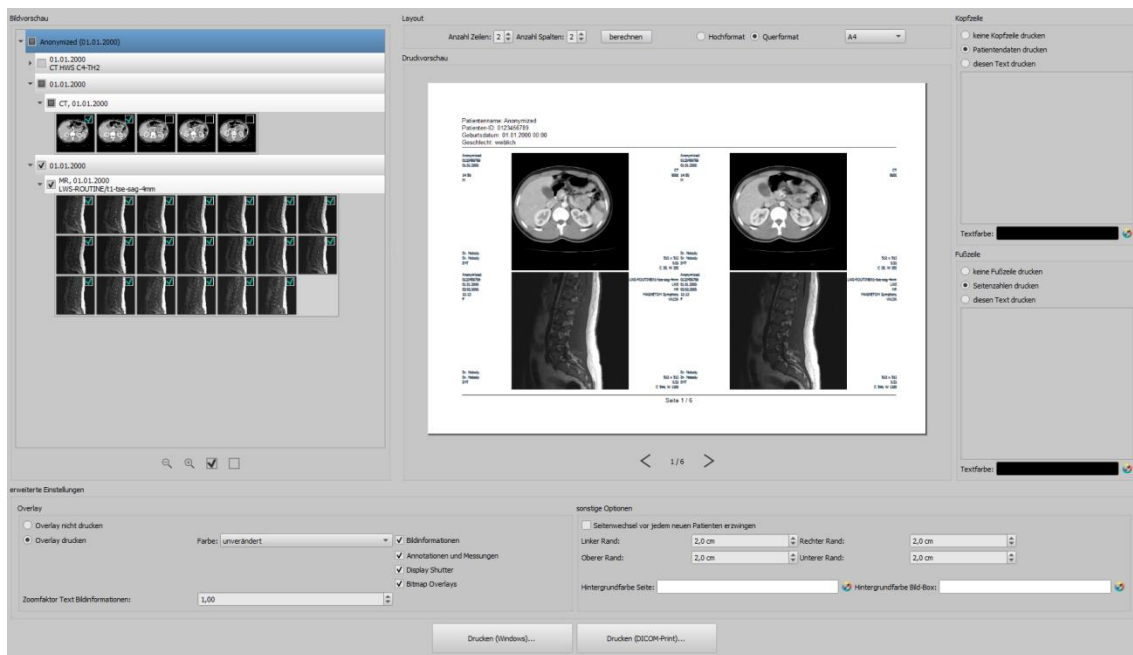 Bildvorschau
Anonymized (01.01.2000)
01.01.2000
CT HWS C4-TH2
01.01.2000
CT, 01.01.2000
01.01.2000
MR, 01.01.2000
LWS-ROUTINE/t1-tse-sag-4mm
Layout
Anzahl Zeilen: 2 Anzahl Spalten: 2 berechnen Hochformat Querformat A4
Druckvorschau
Patientenname: Anonymized
Patienten-ID: 0123456789
Geburtsdatum: 01.01.2000 00:00
Geschlecht: weiblich
Seite 1 / 6
1/6
Kopfzeile
keine Kopfzeile drucken
Patientendaten drucken
diesen Text drucken
Textfarbe:
Fußzeile
keine Fußzeile drucken
Seitenzahlen drucken
diesen Text drucken
Textfarbe:
erweiterte Einstellungen
Overlay
Overlay nicht drucken
Overlay drucken Farbe: unverändert Bildinformationen
Annotationen und Messungen
Display Shutter
Bitmap Overlays
Zoomfaktor Text Bildinformationen: 1,00
sonstige Optionen
Seitenwechsel vor jedem neuen Patienten erzwingen
Linker Rand: 2,0 cm Rechter Rand: 2,0 cm
Oberer Rand: 2,0 cm Unterer Rand: 2,0 cm
Hintergrundfarbe Seite: Hintergrundfarbe Bild-Box:
Drucken (Windows)... Drucken (DICOM-Print)...